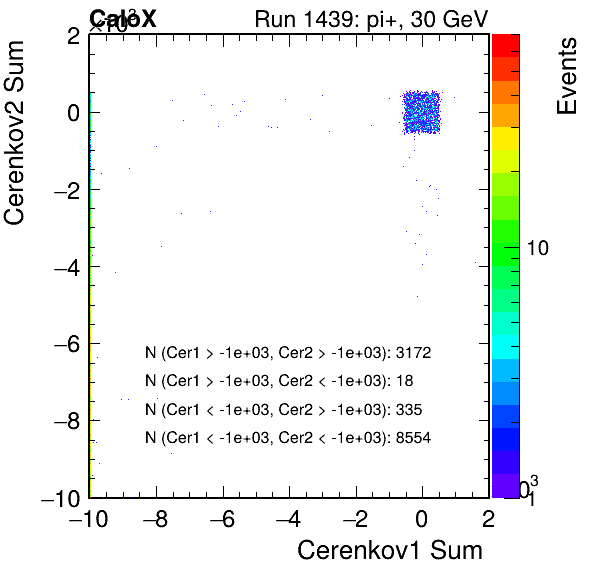 CaloX
×10³
Run 1439: pi+, 30 GeV
Events
Cerenkov2 Sum
2
0
−2
−4
−6
−8
−10
N (Cer1 > -1e+03, Cer2 > -1e+03): 3172
N (Cer1 > -1e+03, Cer2 < -1e+03): 18
N (Cer1 < -1e+03, Cer2 > -1e+03): 335
N (Cer1 < -1e+03, Cer2 < -1e+03): 8554
10
1
−10 −8 −6 −4 −2 0 2
Cerenkov1 Sum